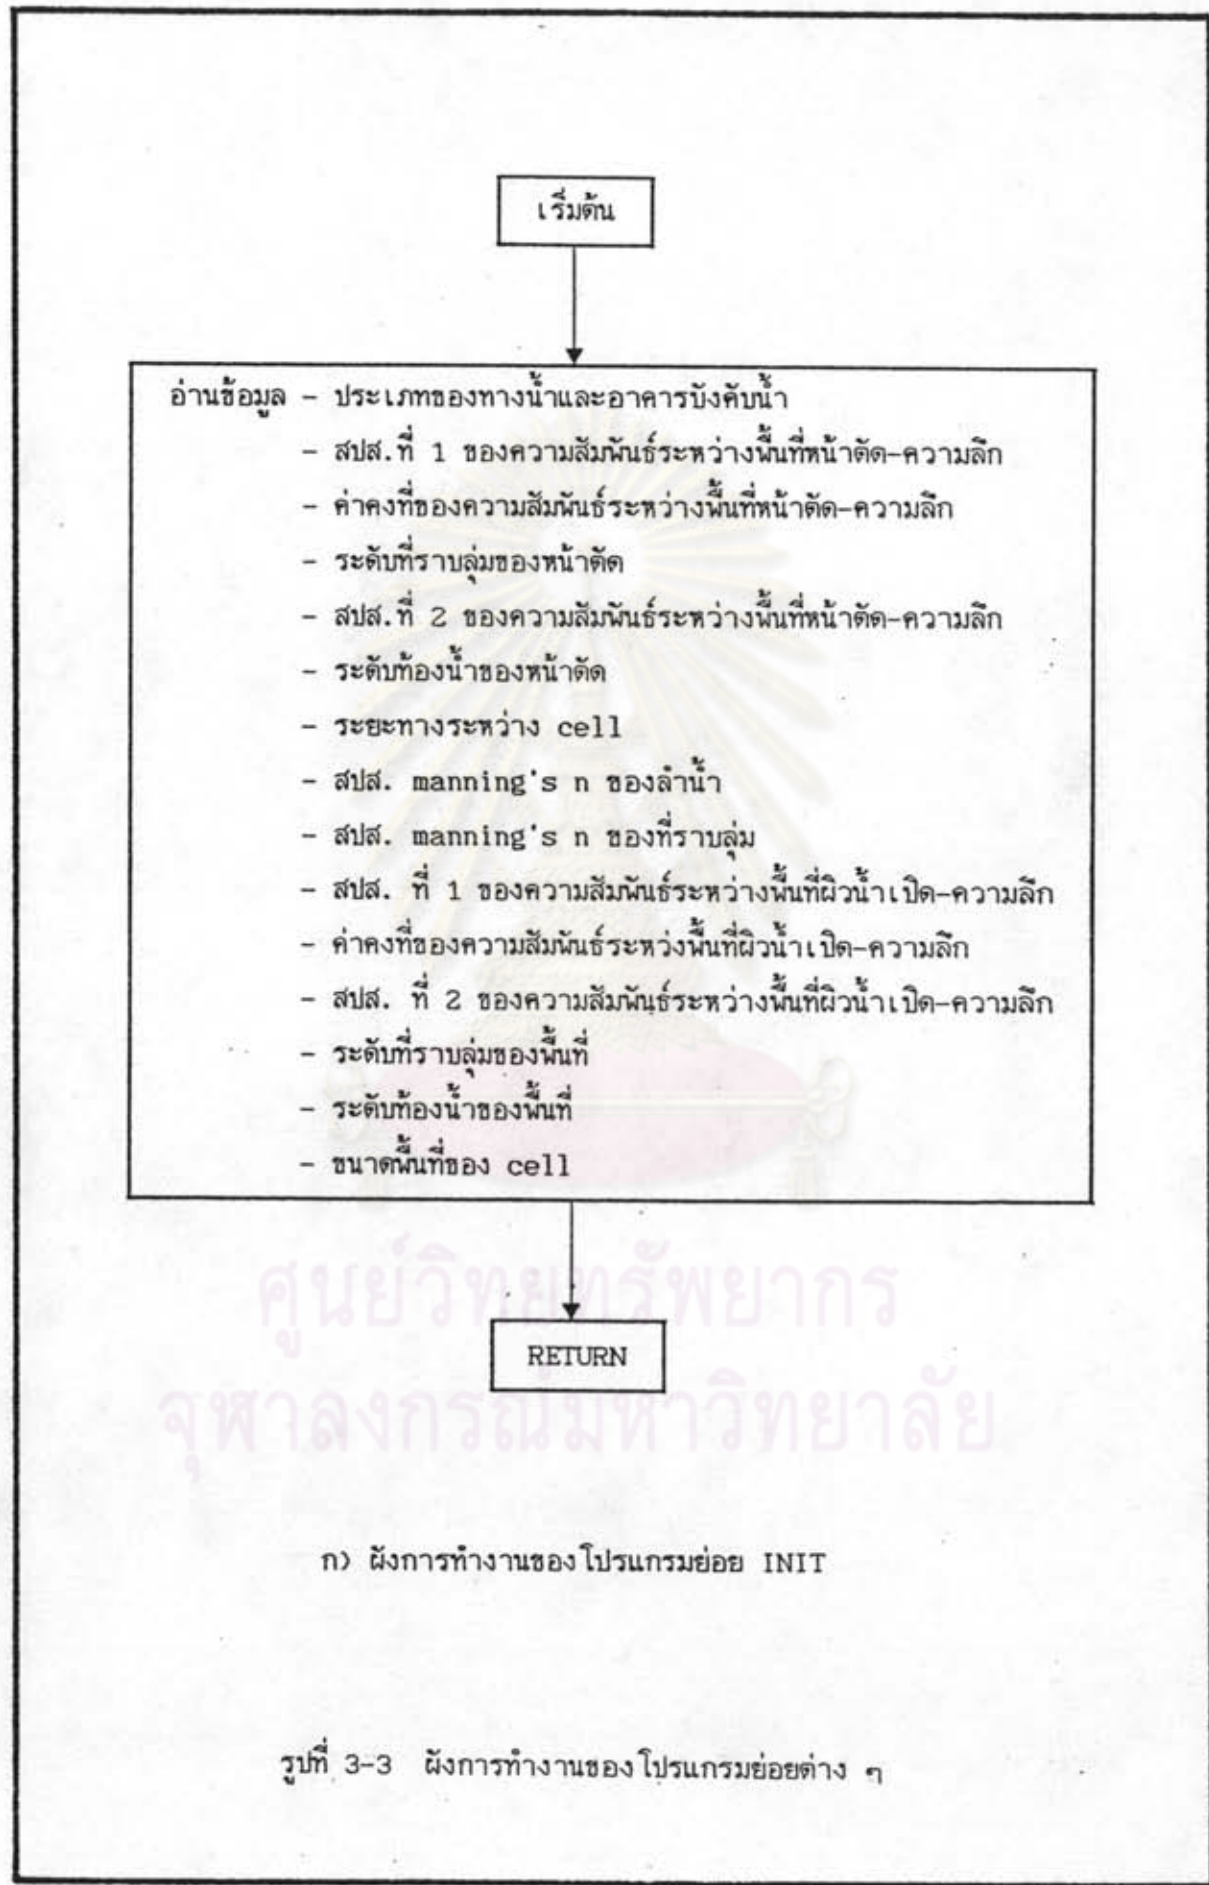 เริ่มต้น
อ่านข้อมูล - ประเภทของทางน้ำและอาคารบังคับน้ำ
- สปส.ที่ 1 ของความสัมพันธ์ระหว่างพื้นที่หน้าตัด-ความลึก
- ค่าคงที่ของความสัมพันธ์ระหว่างพื้นที่หน้าตัด-ความลึก
- ระดับที่ราบลุ่มของหน้าตัด
- สปส.ที่ 2 ของความสัมพันธ์ระหว่างพื้นที่หน้าตัด-ความลึก
- ระดับท้องน้ำของหน้าตัด
- ระยะทางระหว่าง cell
- สปส. manning's n ของลำน้ำ
- สปส. manning's n ของที่ราบลุ่ม
- สปส. ที่ 1 ของความสัมพันธ์ระหว่างพื้นที่ผิวน้ำเปิด-ความลึก
- ค่าคงที่ของความสัมพันธ์ระหว่งพื้นที่ผิวน้ำเปิด-ความลึก
- สปส. ที่ 2 ของความสัมพันธ์ระหว่างพื้นที่ผิวน้ำเปิด-ความลึก
- ระดับที่ราบลุ่มของพื้นที่
- ระดับท้องน้ำของพื้นที่
- ขนาดพื้นที่ของ cell
ศูนย์วิทยทรัพยากร
RETURN
จุฬาลงกรณ์มหาวิทยาลัย
ก) ผังการทำงานของโปรแกรมย่อย INIT
รูปที่ 3-3 ผังการทำงานของโปรแกรมย่อยต่าง ๆ